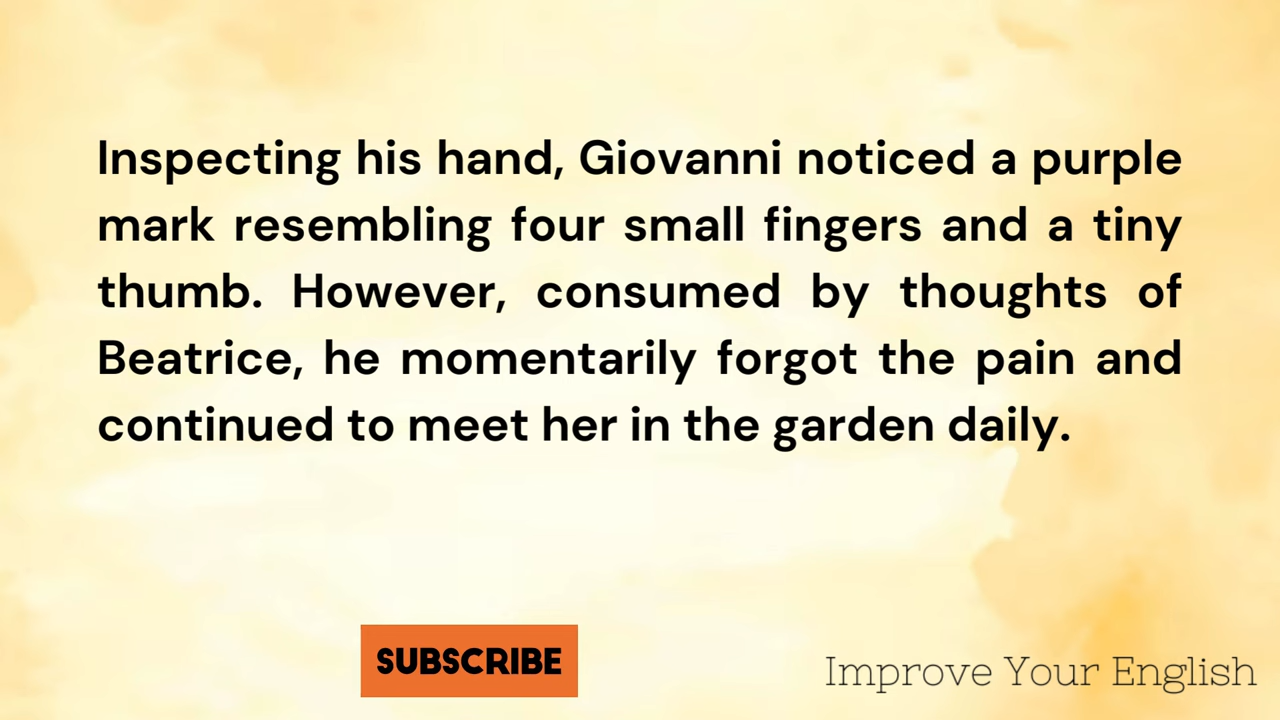 Inspecting his hand, Giovanni noticed a purple
mark resembling four small fingers and a tiny
thumb. However, consumed by thoughts of
Beatrice, he momentarily forgot the pain and
continued to meet her in the garden daily.
SUBSCRIBE
Improve Your English